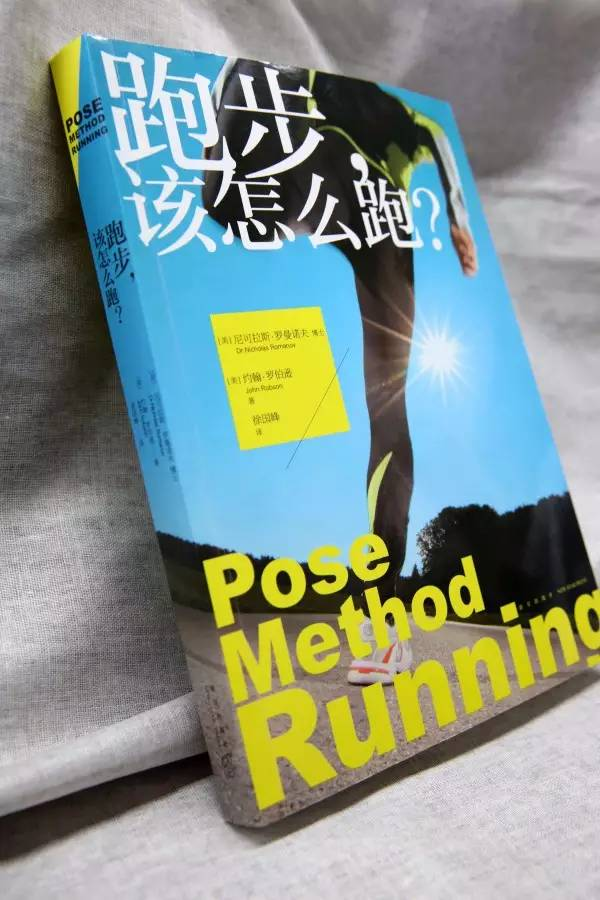 跑步，
该怎么跑？
[美]尼可拉斯·罗曼诺夫 博士
Dr.Nicholas Romanov
[美]约翰·罗伯逊
John Robson
著
徐国峰
译
Pose
Method
Running
POSE
METHOD
RUNNING
跑步，
该怎么跑？